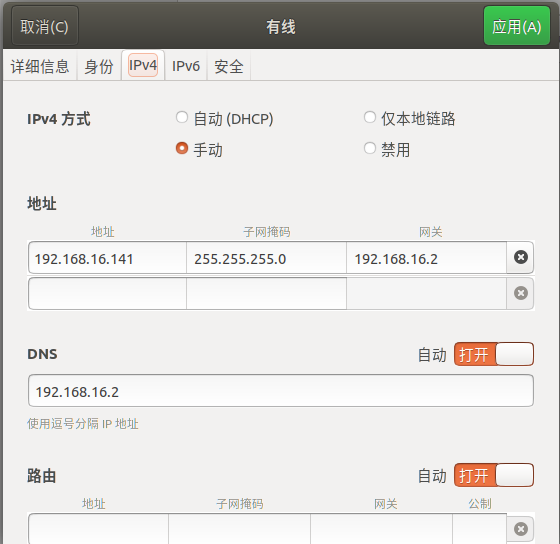 取消(C) 有线 应用(A)
详细信息 身份 IPv4 IPv6 安全
IPv4 方式 自动 (DHCP) 仅本地链路
手动 禁用
地址
地址 子网掩码 网关
192.168.16.141 255.255.255.0 192.168.16.2
DNS 自动 打开
192.168.16.2
使用逗号分隔 IP 地址
路由 自动 打开
地址 子网掩码 网关 公制